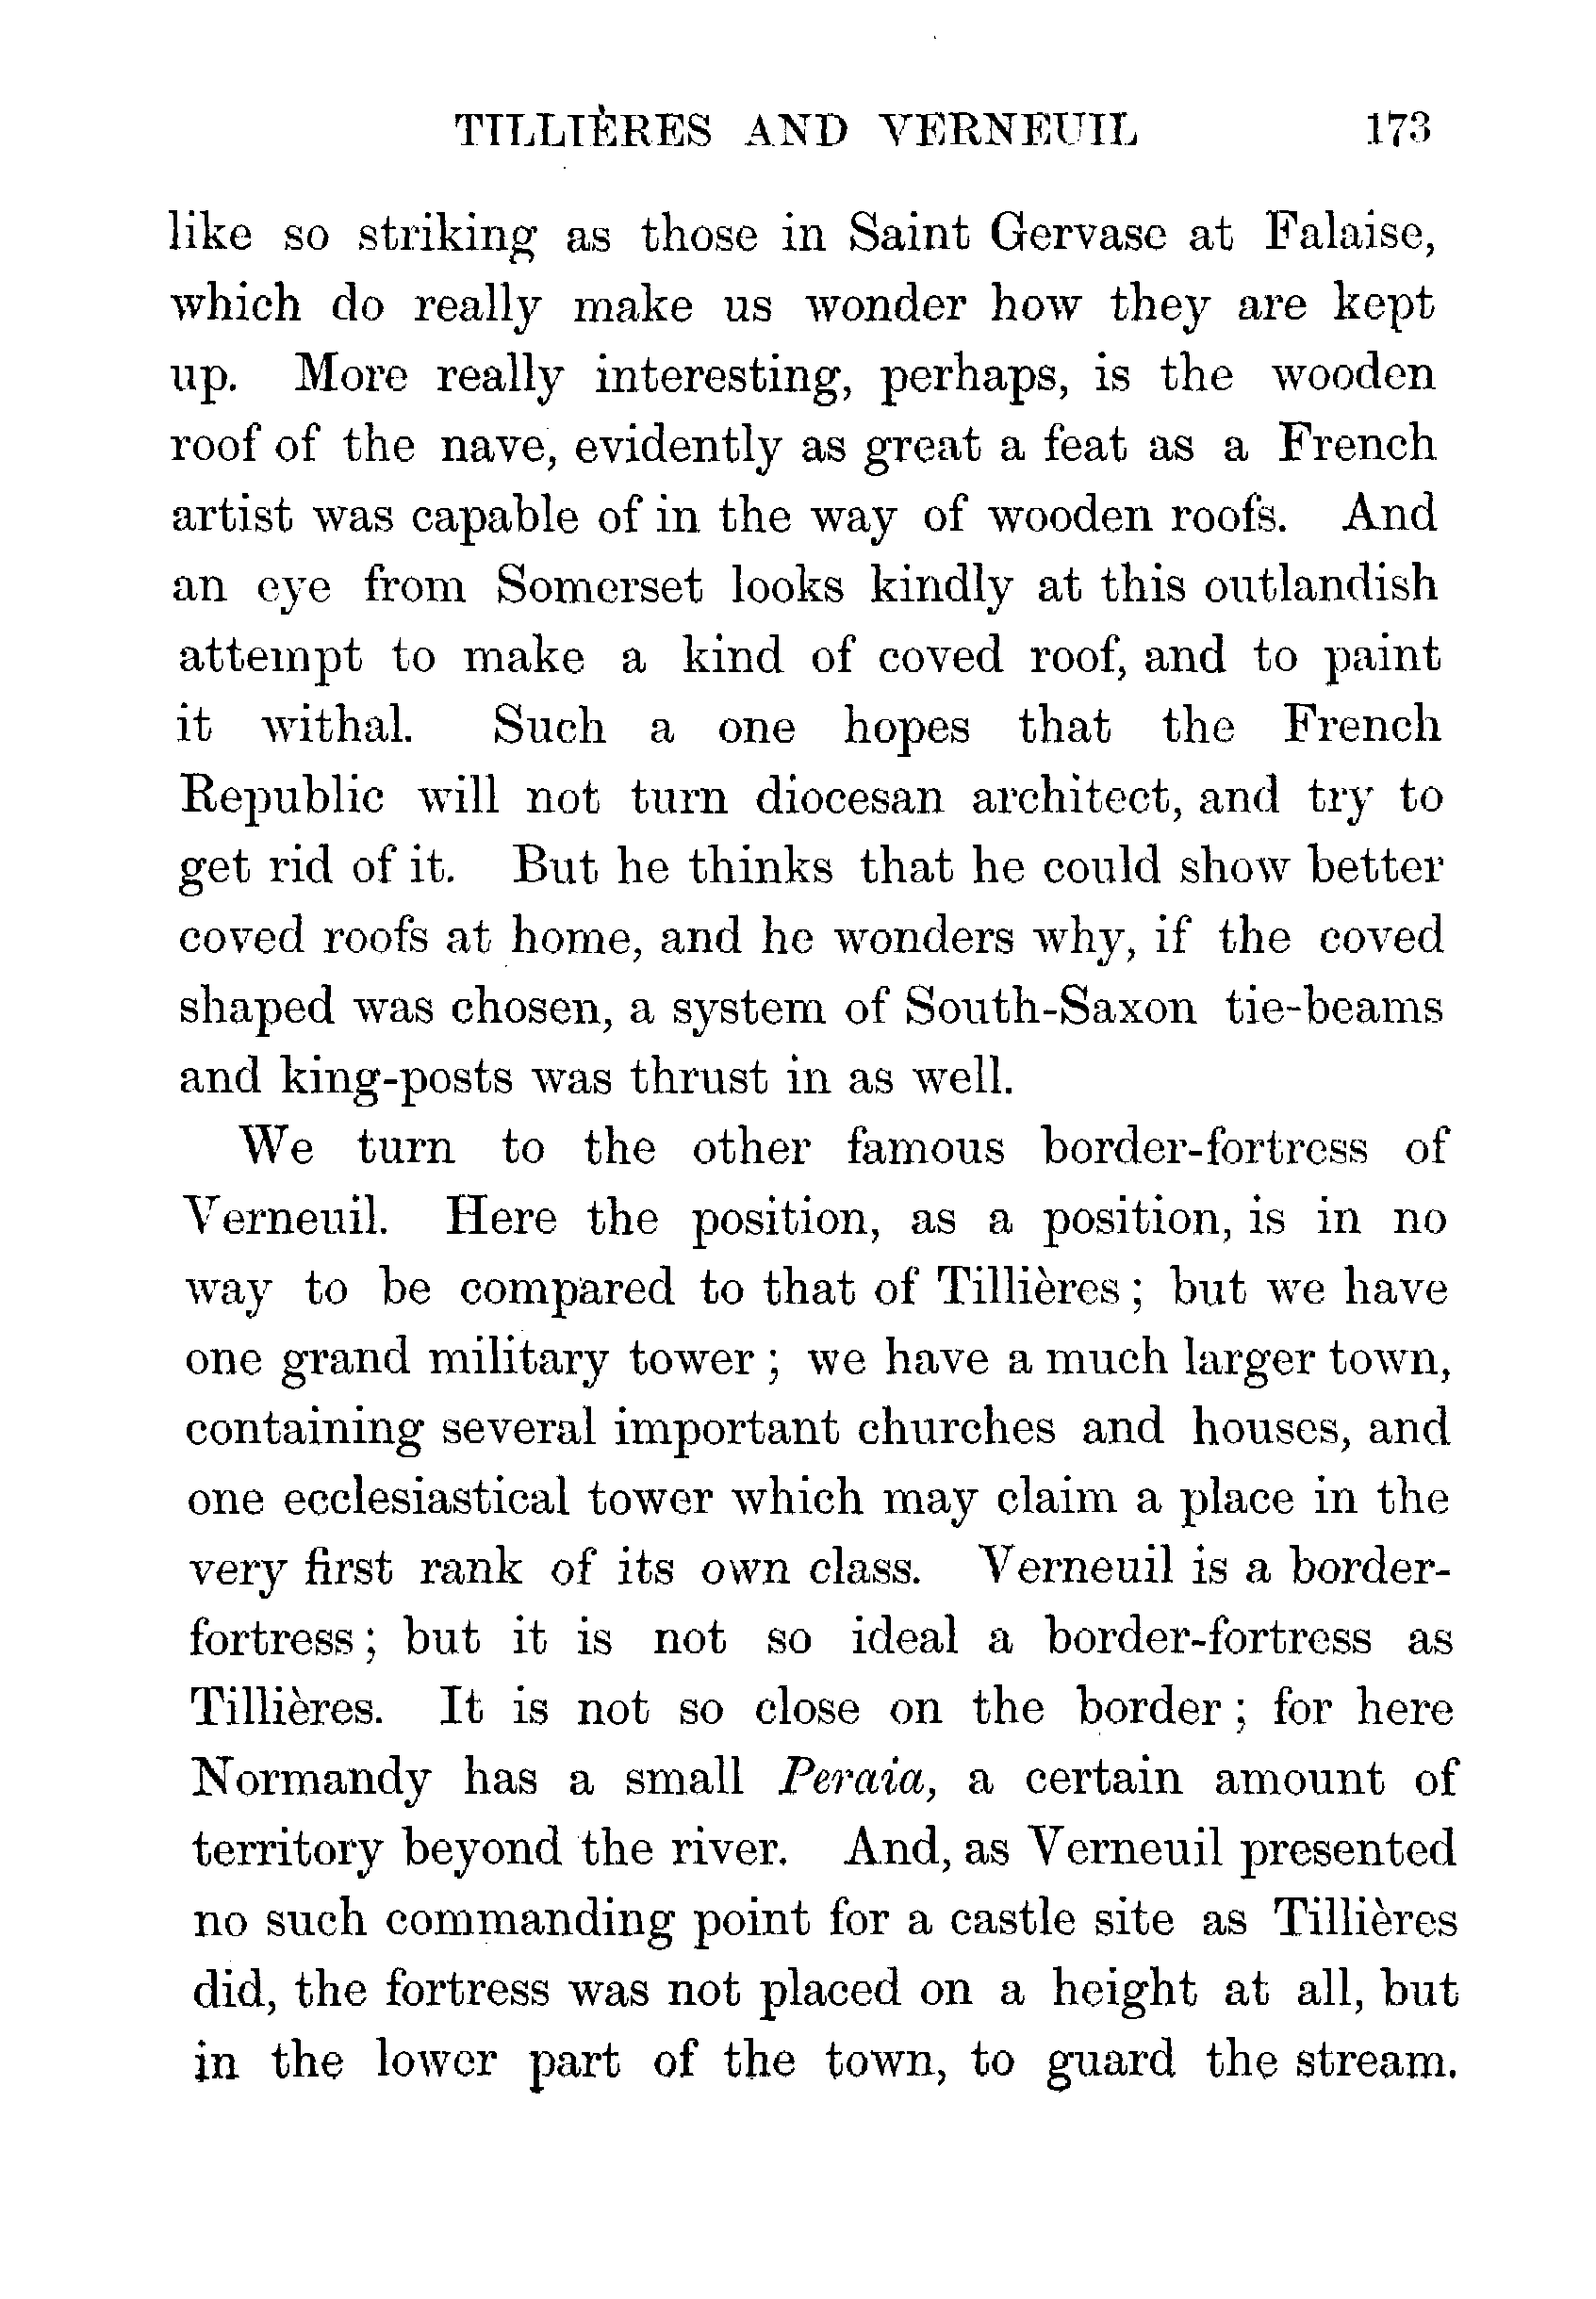 TILLIÈRES AND VERNEUIL 173
like so striking as those in Saint Gervase at Falaise,
which do really make us wonder how they are kept
up. More really interesting, perhaps, is the wooden
roof of the nave, evidently as great a feat as a French
artist was capable of in the way of wooden roofs. And
an eye from Somerset looks kindly at this outlandish
attempt to make a kind of coved roof, and to paint
it withal. Such a one hopes that the French
Republic will not turn diocesan architect, and try to
get rid of it. But he thinks that he could show better
coved roofs at home, and he wonders why, if the coved
shaped was chosen, a system of South-Saxon tie-beams
and king-posts was thrust in as well.
We turn to the other famous border-fortress of
Verneuil. Here the position, as a position, is in no
way to be compared to that of Tillières; but we have
one grand military tower; we have a much larger town,
containing several important churches and houses, and
one ecclesiastical tower which may claim a place in the
very first rank of its own class. Verneuil is a border-
fortress; but it is not so ideal a border-fortress as
Tillières. It is not so close on the border; for here
Normandy has a small Peraia, a certain amount of
territory beyond the river. And, as Verneuil presented
no such commanding point for a castle site as Tillières
did, the fortress was not placed on a height at all, but
in the lower part of the town, to guard the stream.